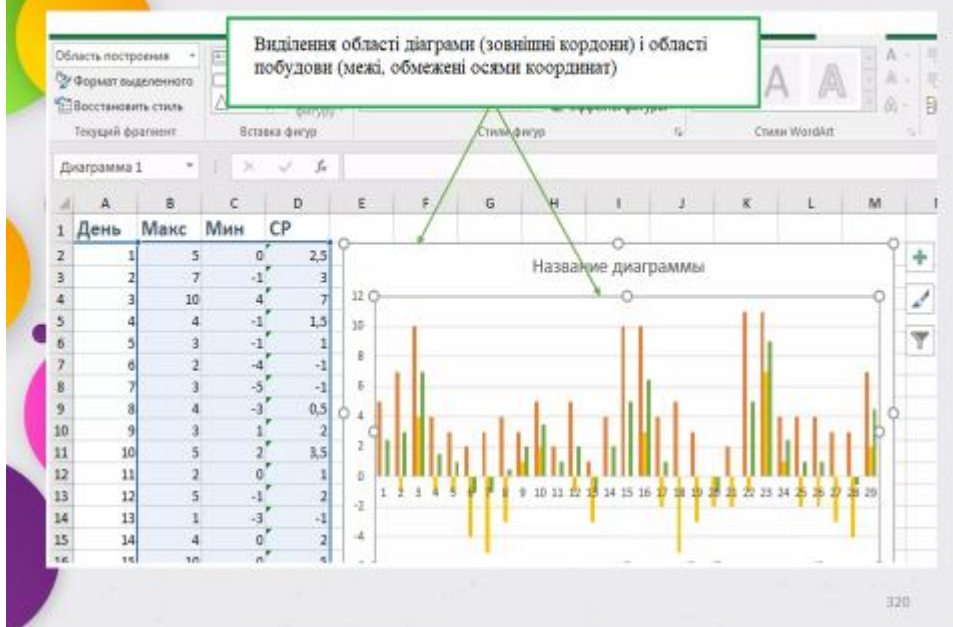 Виділення області діаграми (зовнішні кордони) і області
побудови (межі, обмежені осями координат)
Область построения
Формат выделенного
Восстановить стиль
фигуру
Текущий фрагмент Вставка фигур Стили фигур Стили WordArt
Диаграмма 1 fx
A B C D E F G H I J K L M
1 День Макс Мин СР
2 1 5 0 2,5
3 2 7 -1 3
4 3 10 4 7
5 4 4 -1 1,5
6 5 3 -1 1
7 6 2 -4 -1
8 7 3 -5 -1
9 8 4 -3 0,5
10 9 3 1 2
11 10 5 2 3,5
12 11 2 0 1
13 12 5 -1 2
14 13 1 -3 -1
15 14 4 0 2
Название диаграммы
12
10
8
6
4
2
0
-2
-4
1 2 3 4 5 6 7 8 9 10 11 12 13 14 15 16 17 18 19 20 21 22 23 24 25 26 27 28 29
320